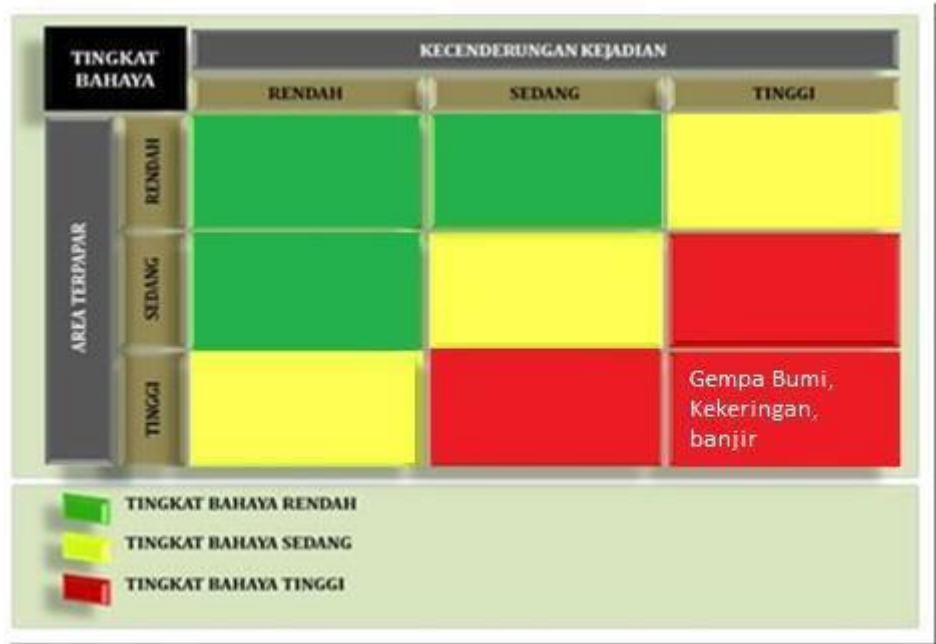 TINGKAT
BAHAYA
KECENDERUNGAN KEJADIAN
RENDAH
SEDANG
TINGGI
AREA TERPAPAR
RENDAH
SEDANG
TINGGI
Gempa Bumi,
Kekeringan,
banjir
TINGKAT BAHAYA RENDAH
TINGKAT BAHAYA SEDANG
TINGKAT BAHAYA TINGGI